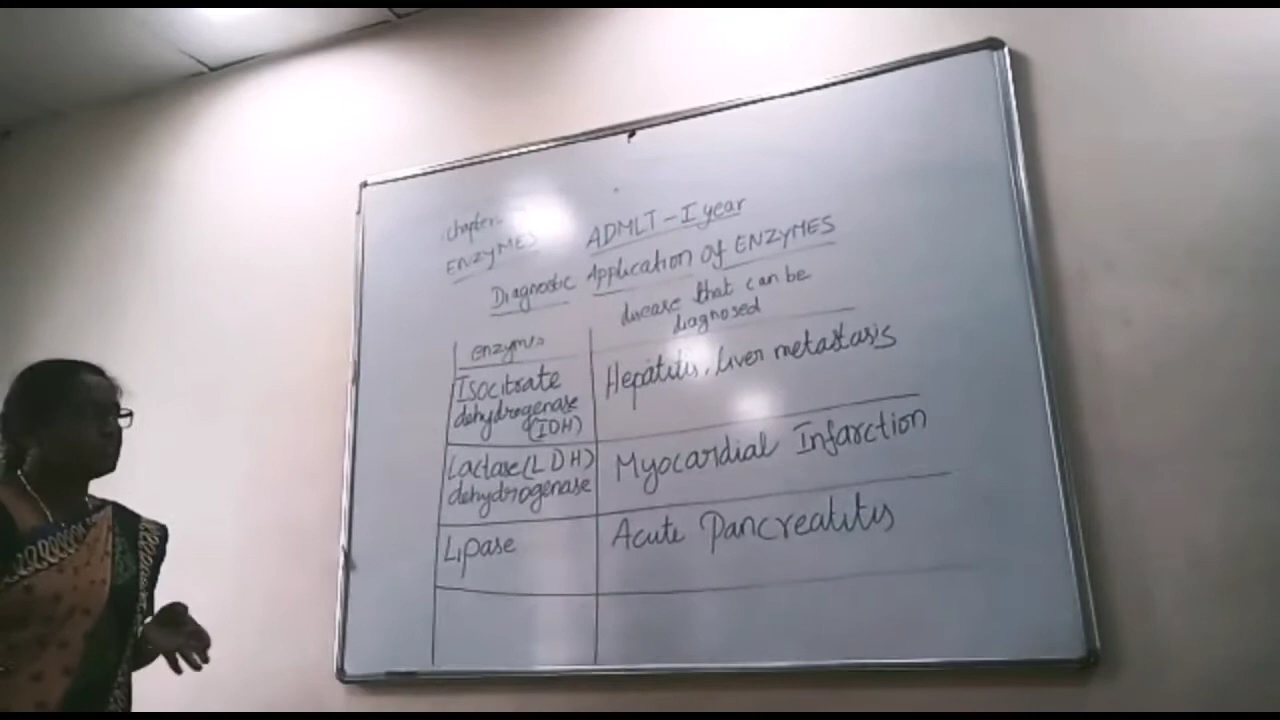 chapter:
ENZYMES
ADMLT - I year
Diagnostic Application of ENZYMES
enzymes
disease that can be
diagnosed
Isocitrate
dehydrogenase
(IDH)
Hepatitis, liver metastasis
Lactase (LDH)
dehydrogenase
Myocardial Infarction
Lipase
Acute Pancreatitis